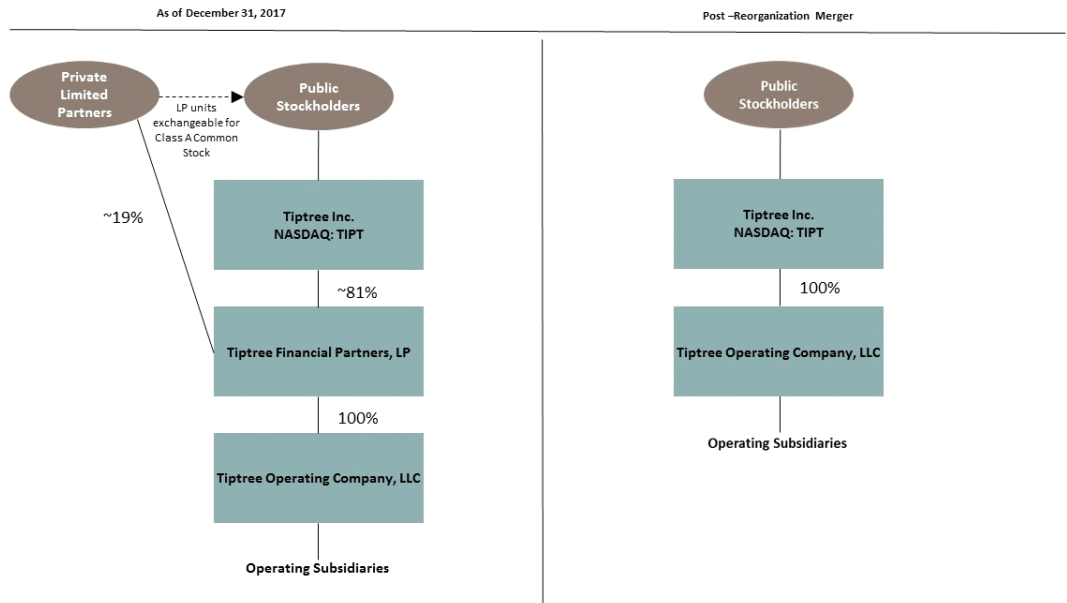 As of December 31, 2017
Post –Reorganization Merger
Private
Limited
Partners
LP units
exchangeable for
Class A Common
Stock
Public
Stockholders
~19%
Tiptree Inc.
NASDAQ: TIPT
~81%
Tiptree Financial Partners, LP
100%
Tiptree Operating Company, LLC
Operating Subsidiaries
Public
Stockholders
Tiptree Inc.
NASDAQ: TIPT
100%
Tiptree Operating Company, LLC
Operating Subsidiaries